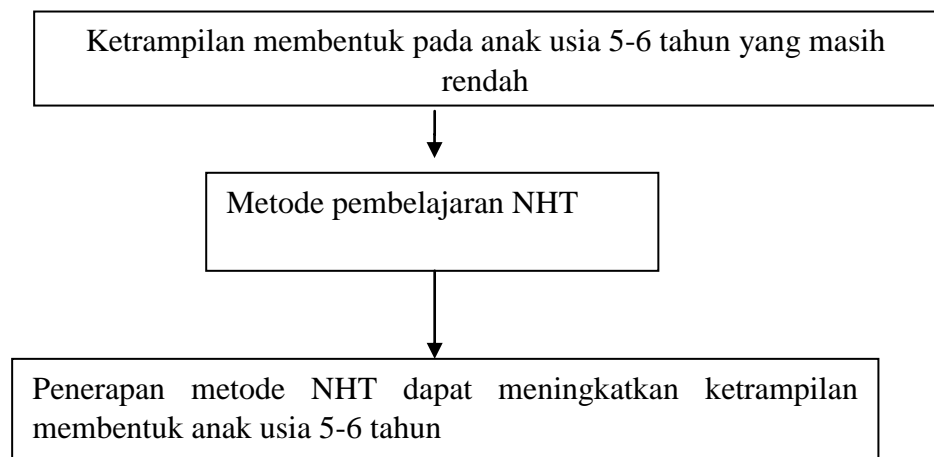 Ketrampilan membentuk pada anak usia 5-6 tahun yang masih
rendah
Metode pembelajaran NHT
Penerapan metode NHT dapat meningkatkan ketrampilan
membentuk anak usia 5-6 tahun